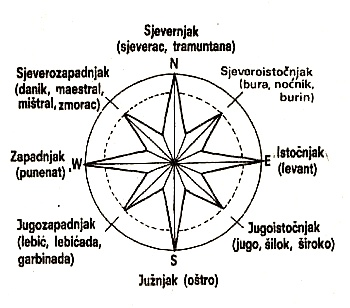 Sjevernjak
(sjeverac, tramuntana)
N
Sjeverozapadnjak
(danik, maestral,
mištral, zmorac)
Sjeveroistočnjak
(bura, noćnik,
burin)
Zapadnjak
(punenat)
W
E
Istočnjak
(levant)
Jugozapadnjak
(lebić, lebićada,
garbinada)
Jugoistočnjak
(jugo, šilok, široko)
S
Južnjak (oštro)